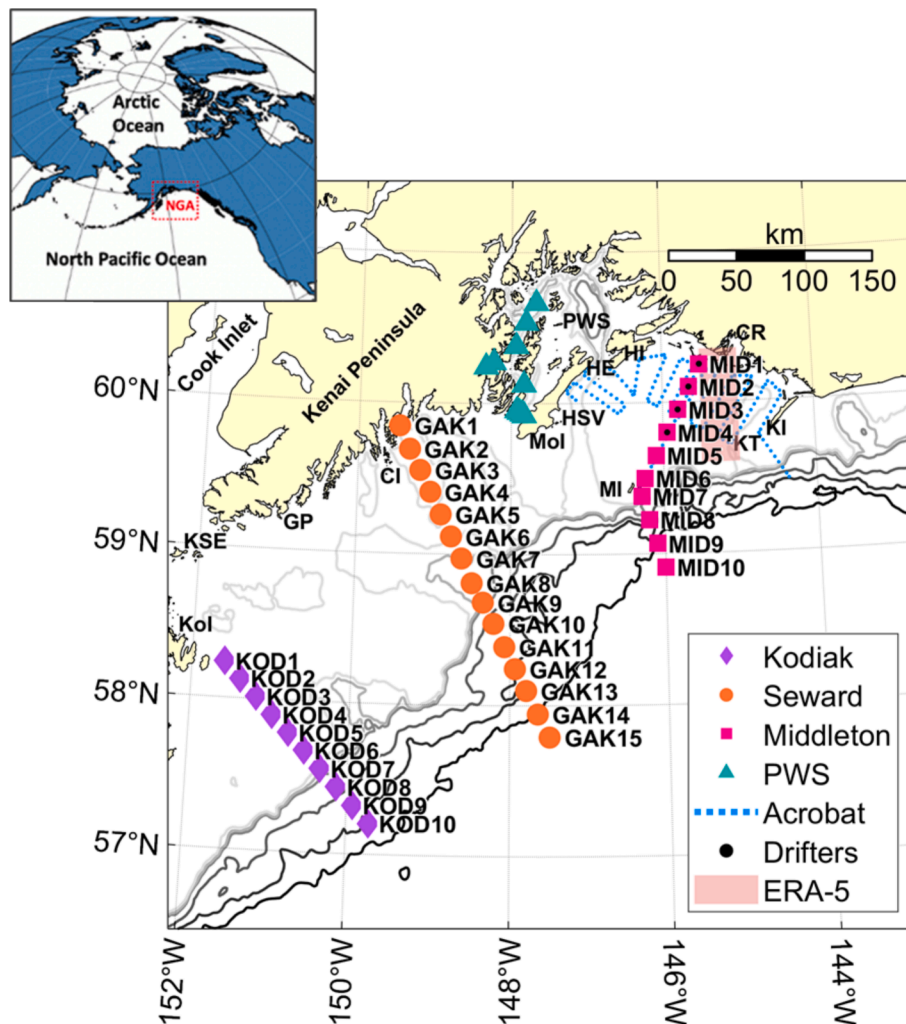 Arctic
Ocean
NGA
North Pacific Ocean
km
0 50 100 150
Cook Inlet
Kenai Peninsula
PWS
CR
HE
HI
HSV
MoI
KI
KT
MI
CI
GP
KSE
KoI
MID1
MID2
MID3
MID4
MID5
MID6
MID7
MID8
MID9
MID10
GAK1
GAK2
GAK3
GAK4
GAK5
GAK6
GAK7
GAK8
GAK9
GAK10
GAK11
GAK12
GAK13
GAK14
GAK15
KOD1
KOD2
KOD3
KOD4
KOD5
KOD6
KOD7
KOD8
KOD9
KOD10
60°N
59°N
58°N
57°N
152°W
150°W
148°W
146°W
144°W
Kodiak
Seward
Middleton
PWS
Acrobat
Drifters
ERA-5